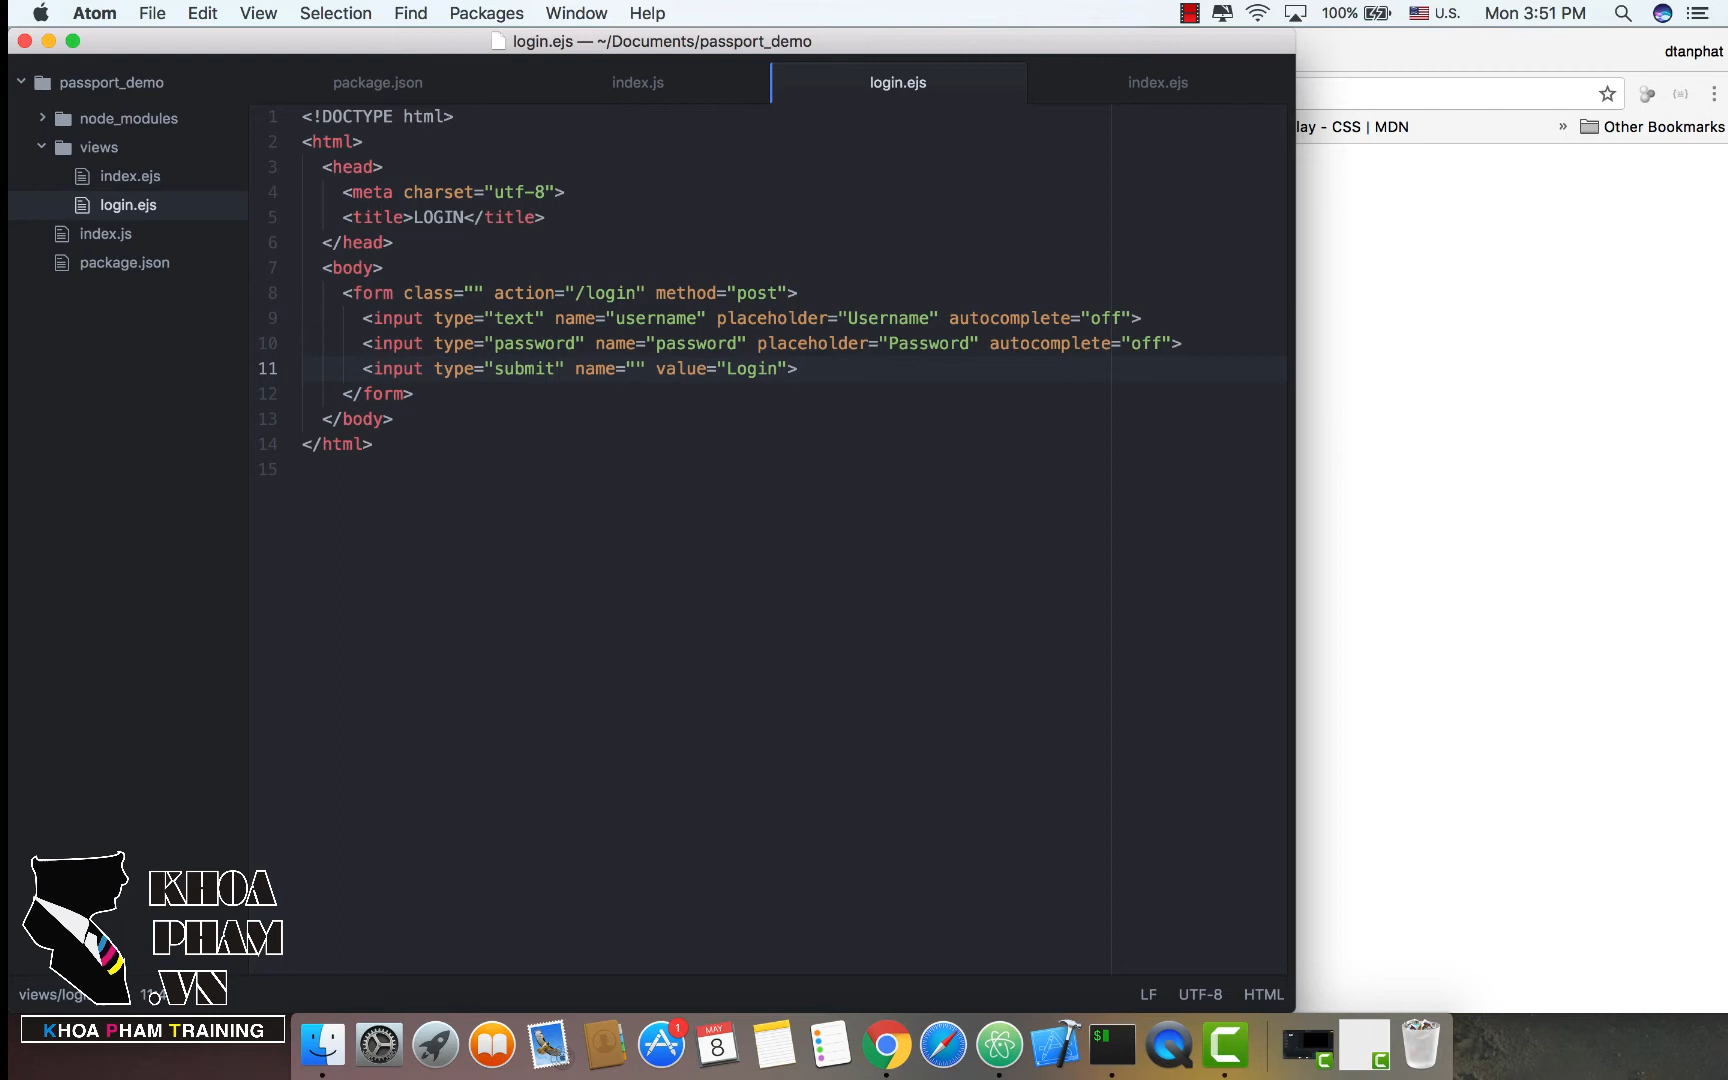 Atom File Edit View Selection Find Packages Window Help 100% U.S. Mon 3:51 PM
login.ejs — ~/Documents/passport_demo
dtanphat
passport_demo
package.json index.js login.ejs index.ejs
lay - CSS | MDN » Other Bookmarks
node_modules
views
index.ejs
login.ejs
index.js
package.json
1 <!DOCTYPE html>
2 <html>
3 <head>
4 <meta charset="utf-8">
5 <title>LOGIN</title>
6 </head>
7 <body>
8 <form class="" action="/login" method="post">
9 <input type="text" name="username" placeholder="Username" autocomplete="off">
10 <input type="password" name="password" placeholder="Password" autocomplete="off">
11 <input type="submit" name="" value="Login">
12 </form>
13 </body>
14 </html>
15
KHOA
PHAM
.VN
views/log LF UTF-8 HTML
KHOA PHAM TRAINING
1
MAY
8
$